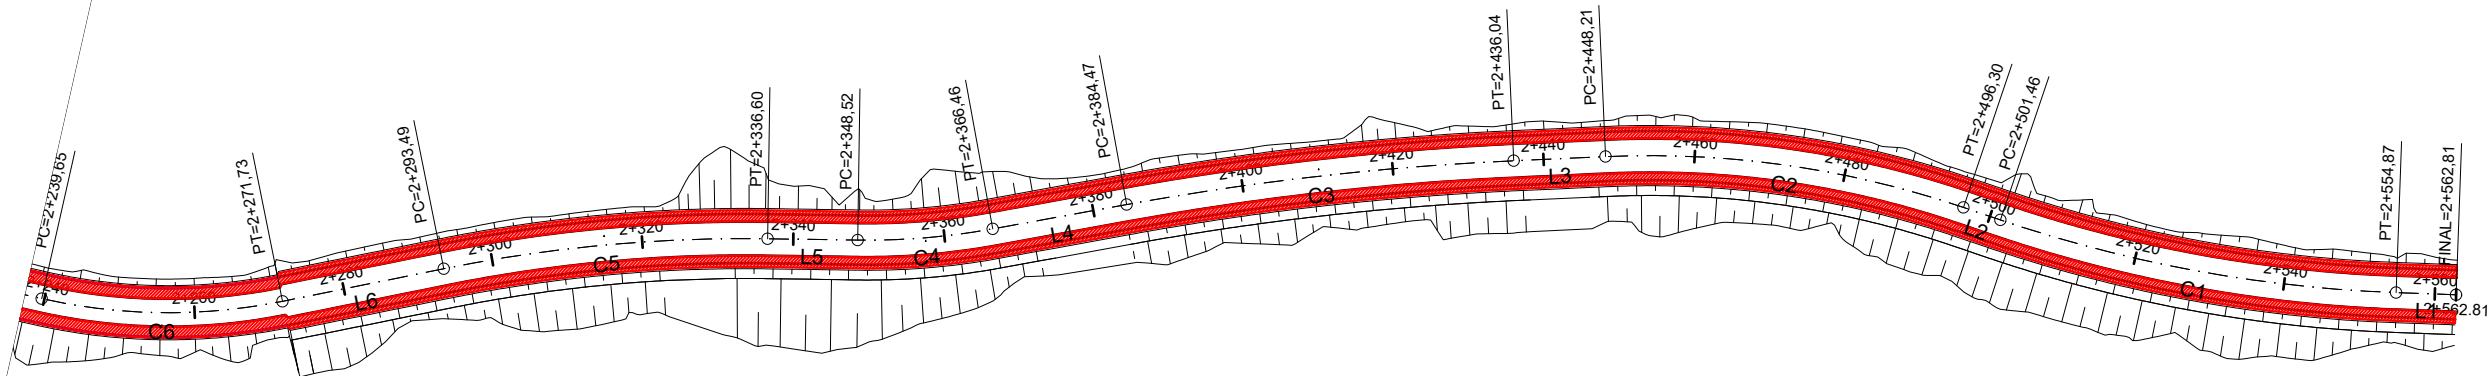 PC=2+239,65
PT=2+271,73
PC=2+293,49
PT=2+336,60
PC=2+348,52
PT=2+366,46
PC=2+384,47
PT=2+436,04
PC=2+448,21
PT=2+496,30
PC=2+501,46
PT=2+554,87
FINAL=2+562,81
2+240
2+260
2+280
2+300
2+320
2+340
2+360
2+380
2+400
2+420
2+440
2+460
2+480
2+500
2+520
2+540
2+560
2+562.81
C6
L6
C5
L5
C4
L4
C3
L3
C2
L2
C1
L1